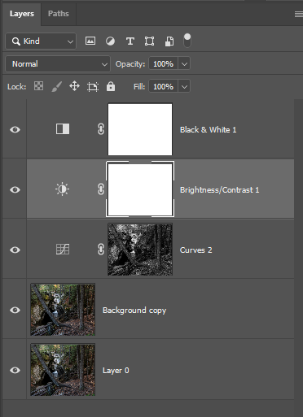 Layers Paths
Kind
Normal Opacity: 100%
Lock: Fill: 100%
Black & White 1
Brightness/Contrast 1
Curves 2
Background copy
Layer 0